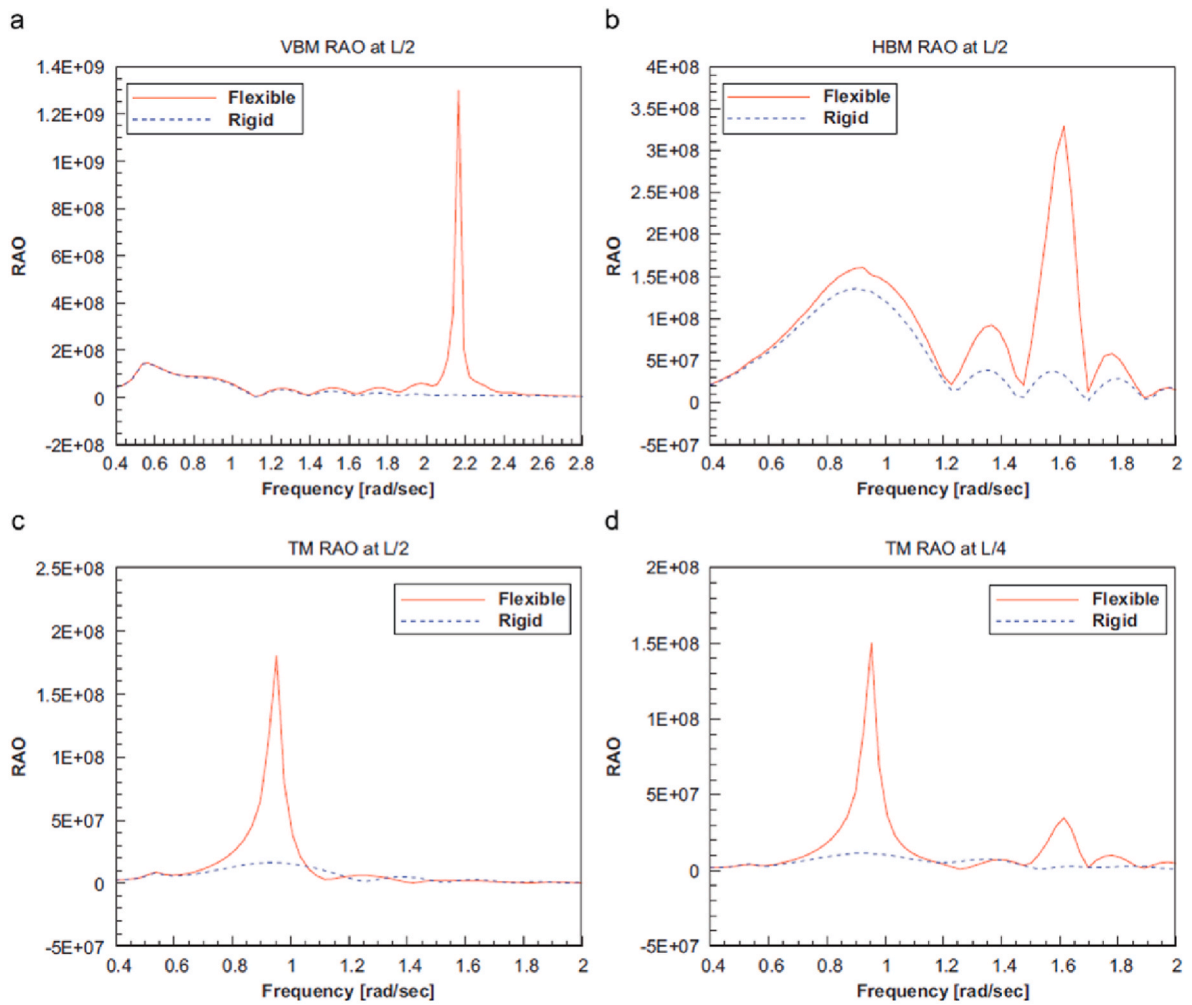 a
VBM RAO at L/2
1.4E+09
1.2E+09
1E+09
8E+08
6E+08
4E+08
2E+08
0
-2E+08
RAO
Flexible
Rigid
0.4 0.6 0.8 1 1.2 1.4 1.6 1.8 2 2.2 2.4 2.6 2.8
Frequency [rad/sec]
b
HBM RAO at L/2
4E+08
3.5E+08
3E+08
2.5E+08
2E+08
1.5E+08
1E+08
5E+07
0
-5E+07
RAO
Flexible
Rigid
0.4 0.6 0.8 1 1.2 1.4 1.6 1.8 2
Frequency [rad/sec]
c
TM RAO at L/2
2.5E+08
2E+08
1.5E+08
1E+08
5E+07
0
-5E+07
RAO
Flexible
Rigid
0.4 0.6 0.8 1 1.2 1.4 1.6 1.8 2
Frequency [rad/sec]
d
TM RAO at L/4
2E+08
1.5E+08
1E+08
5E+07
0
-5E+07
RAO
Flexible
Rigid
0.4 0.6 0.8 1 1.2 1.4 1.6 1.8 2
Frequency [rad/sec]